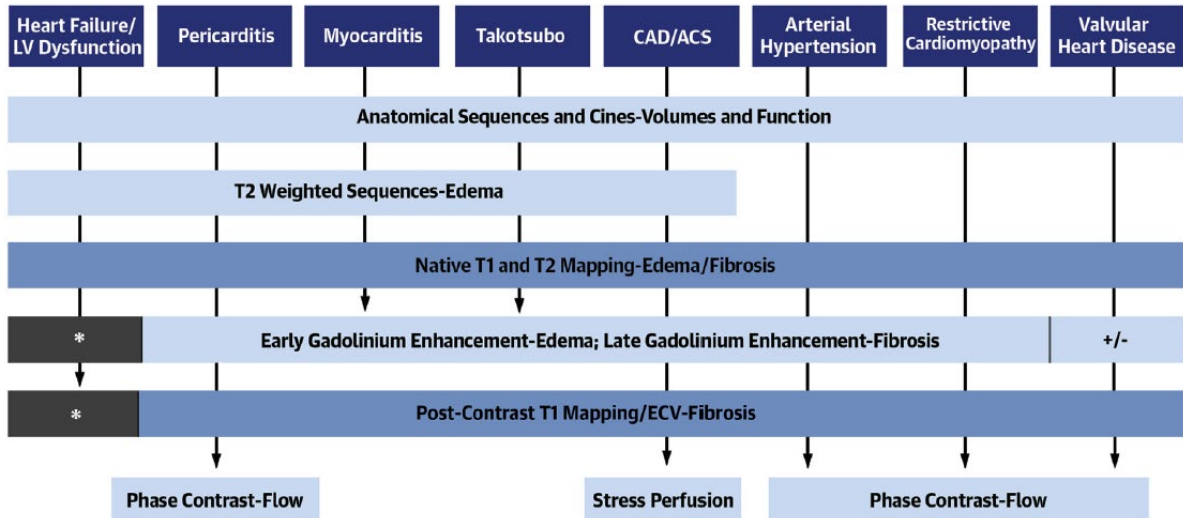 Heart Failure/
LV Dysfunction
Pericarditis
Myocarditis
Takotsubo
CAD/ACS
Arterial
Hypertension
Restrictive
Cardiomyopathy
Valvular
Heart Disease
Anatomical Sequences and Cines-Volumes and Function
T2 Weighted Sequences-Edema
Native T1 and T2 Mapping-Edema/Fibrosis
*
Early Gadolinium Enhancement-Edema; Late Gadolinium Enhancement-Fibrosis
+/-
*
Post-Contrast T1 Mapping/ECV-Fibrosis
Phase Contrast-Flow
Stress Perfusion
Phase Contrast-Flow